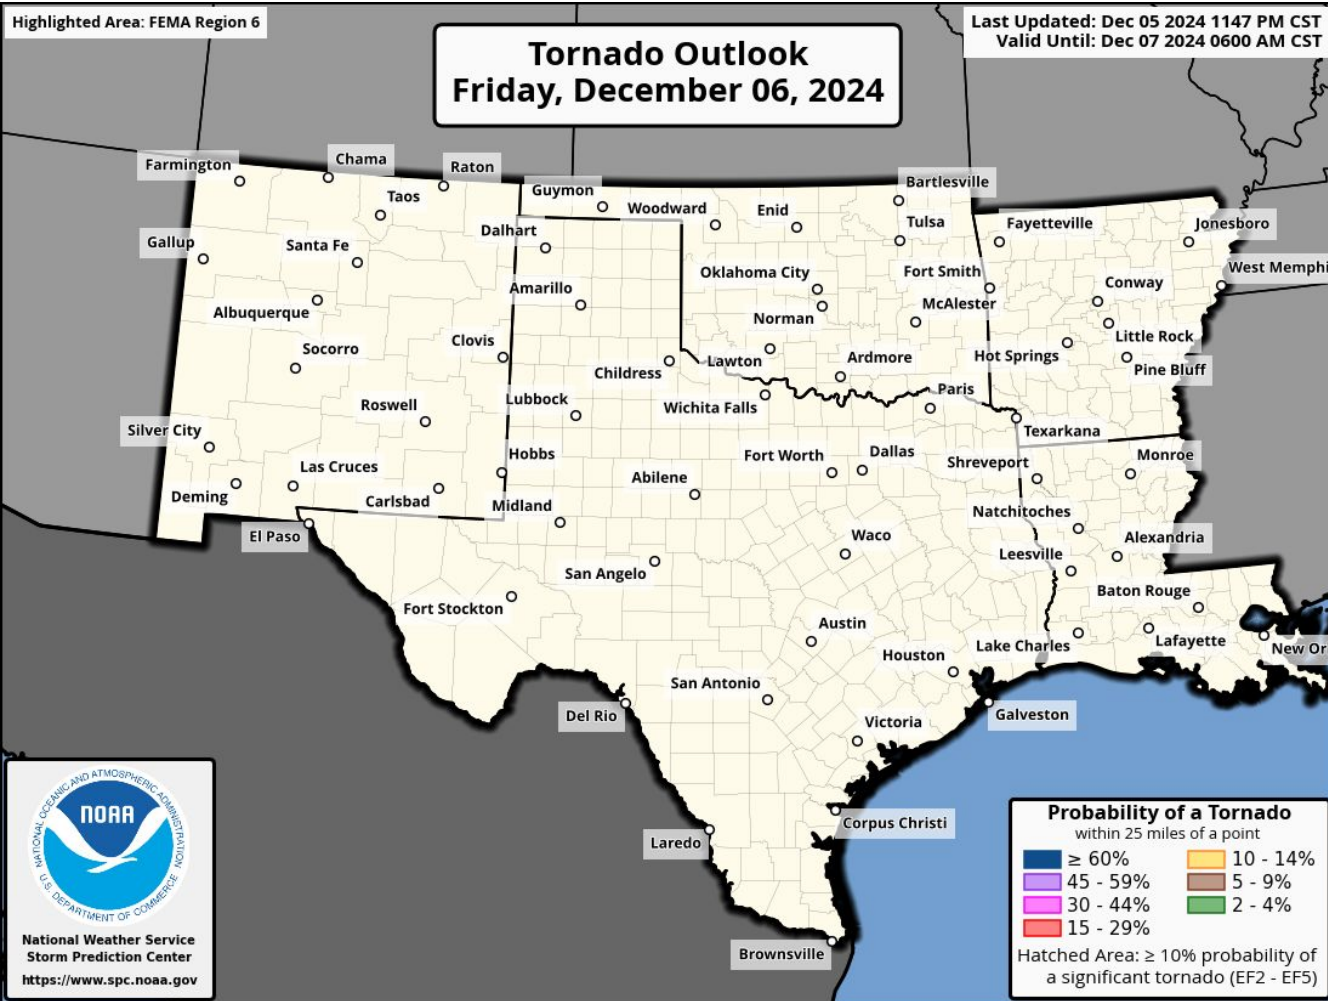 Highlighted Area: FEMA Region 6
Last Updated: Dec 05 2024 1147 PM CST
Valid Until: Dec 07 2024 0600 AM CST
Tornado Outlook
Friday, December 06, 2024
Farmington
Chama
Raton
Taos
Guymon
Woodward
Enid
Bartlesville
Tulsa
Fayetteville
Jonesboro
Gallup
Santa Fe
Dalhart
Oklahoma City
Fort Smith
West Memphi
Albuquerque
Amarillo
Norman
McAlester
Conway
Socorro
Clovis
Childress
Lawton
Ardmore
Hot Springs
Little Rock
Pine Bluff
Roswell
Lubbock
Wichita Falls
Paris
Texarkana
Silver City
Las Cruces
Hobbs
Abilene
Fort Worth
Dallas
Shreveport
Monroe
Deming
Carlsbad
Midland
Natchitoches
El Paso
San Angelo
Waco
Leesville
Alexandria
Fort Stockton
Austin
Baton Rouge
Houston
Lake Charles
Lafayette
New Or
San Antonio
Del Rio
Victoria
Galveston
Laredo
Corpus Christi
Brownsville
NATIONAL OCEANIC AND ATMOSPHERIC ADMINISTRATION
NOAA
U.S. DEPARTMENT OF COMMERCE
National Weather Service
Storm Prediction Center
https://www.spc.noaa.gov
Probability of a Tornado
within 25 miles of a point
≥ 60%
45 - 59%
30 - 44%
15 - 29%
10 - 14%
5 - 9%
2 - 4%
Hatched Area: ≥ 10% probability of
a significant tornado (EF2 - EF5)